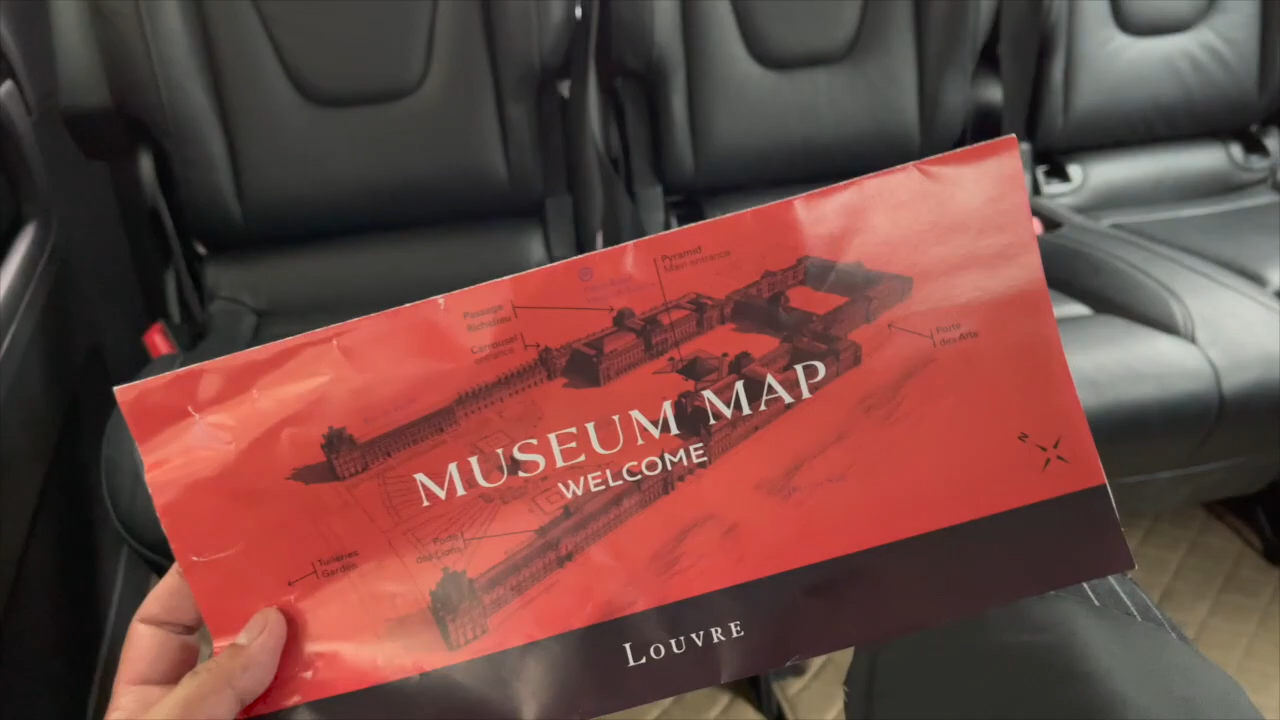 Pyramid
Main entrance
Passage
Richelieu
Carrousel
entrance
Porte
des Arts
MUSEUM MAP
WELCOME
N
Porte
des Lions
Tuileries
Garden
LOUVRE